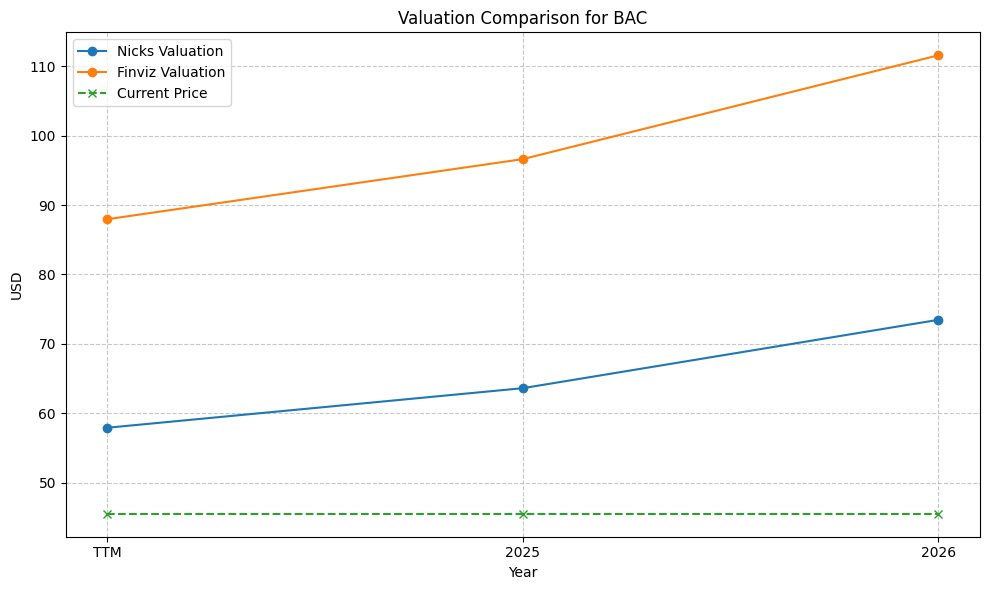 Valuation Comparison for BAC
Nicks Valuation
Finviz Valuation
Current Price
110
100
90
80
70
60
50
USD
TTM
2025
2026
Year